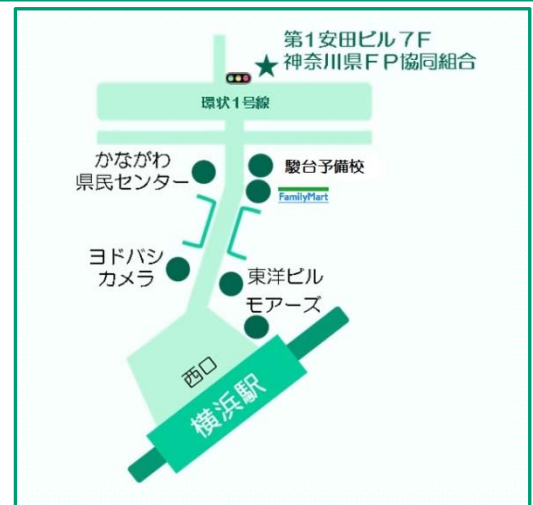 第1安田ビル7F
神奈川県FP協同組合
環状1号線
かながわ
県民センター
駿台予備校
FamilyMart
ヨドバシ
カメラ
東洋ビル
モアーズ
西口
横浜駅